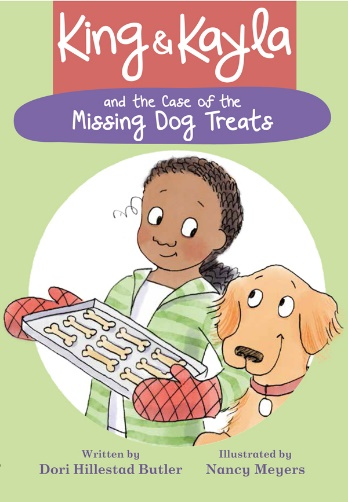 King & Kayla
and the Case of the
Missing Dog Treats
Written by
Dori Hillestad Butler
Illustrated by
Nancy Meyers